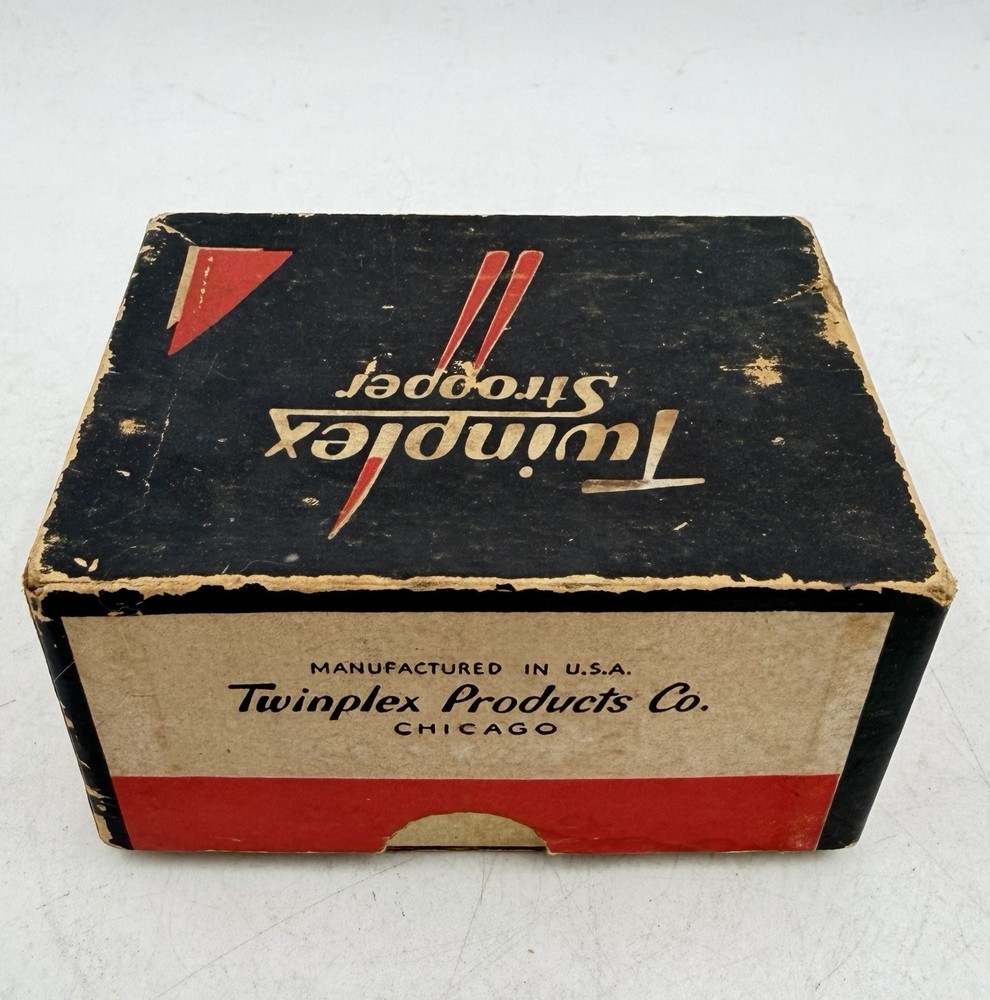 Twinplex
Stropper
MANUFACTURED IN U.S.A.
Twinplex Products Co.
CHICAGO